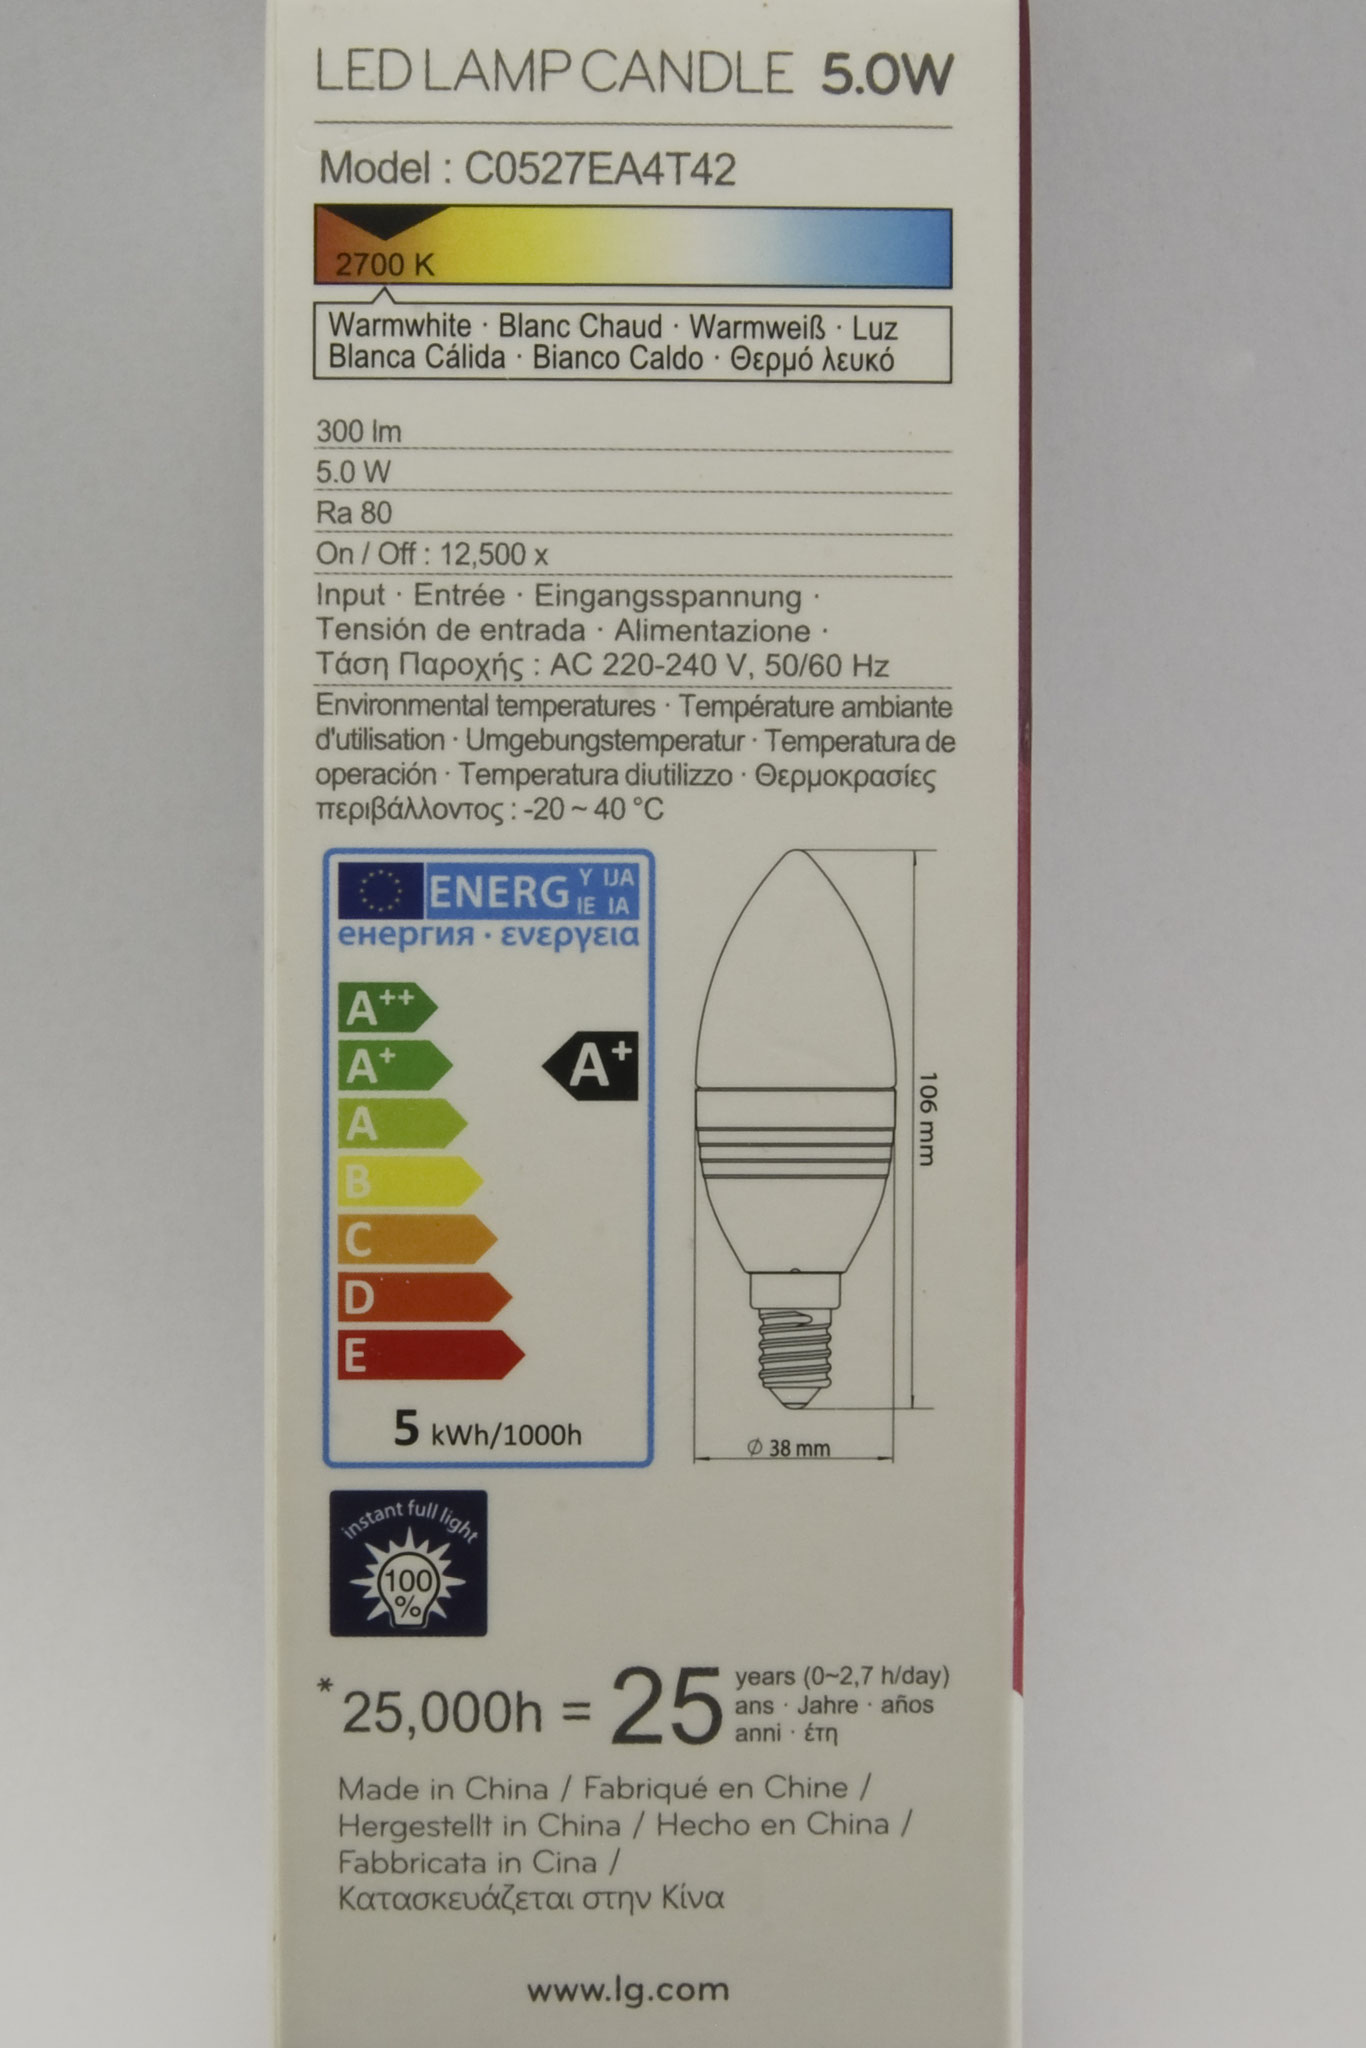 LED LAMP CANDLE 5.0W
Model : C0527EA4T42
2700 K
Warmwhite · Blanc Chaud · Warmweiß · Luz
Blanca Cálida · Bianco Caldo · Θερμό λευκό
300 lm
5.0 W
Ra 80
On / Off : 12,500 x
Input · Entrée · Eingangsspannung ·
Tensión de entrada · Alimentazione ·
Τάση Παροχής : AC 220-240 V, 50/60 Hz
Environmental temperatures · Température ambiante
d'utilisation · Umgebungstemperatur · Temperatura de
operación · Temperatura diutilizzo · Θερμοκρασίες
περιβάλλοντος : -20 ~ 40 °C
ENERG Y IJA
IE IA
енергия · ενεργεια
A++
A+
A+
A
B
C
D
E
5 kWh/1000h
106 mm
Ø 38 mm
instant full light
100
%
* 25,000h = 25 years (0~2,7 h/day)
ans · Jahre · años
anni · έτη
Made in China / Fabriqué en Chine /
Hergestellt in China / Hecho en China /
Fabbricata in Cina /
Κατασκευάζεται στην Κίνα
www.lg.com